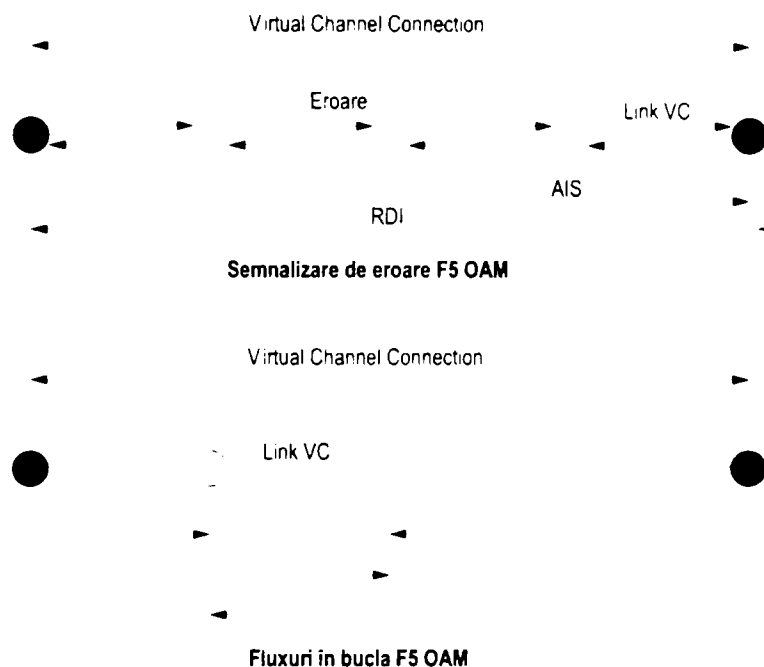 Virtual Channel Connection
Eroare
Link VC
AIS
RDI
Semnalizare de eroare F5 OAM
Virtual Channel Connection
Link VC
Fluxuri în bucla F5 OAM